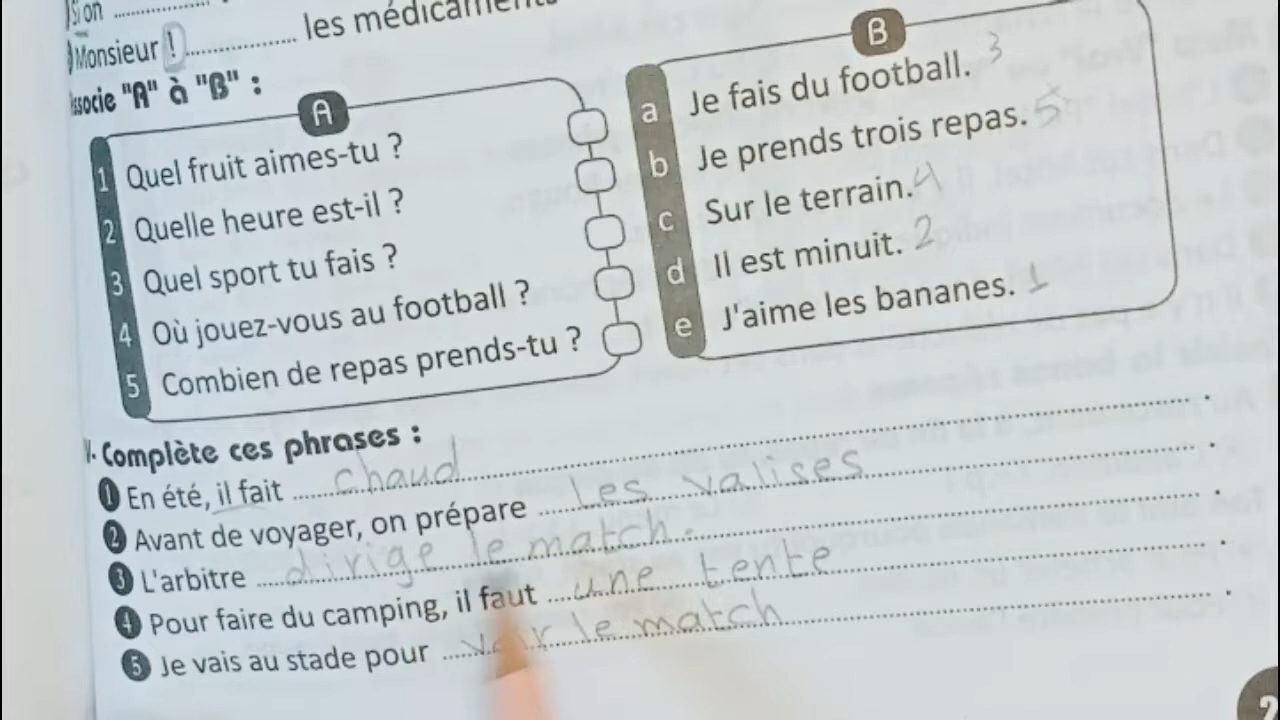 Si on ....................
Monsieur ! .................... les médicaments
Associe "A" à "B" :
A
1 Quel fruit aimes-tu ?
2 Quelle heure est-il ?
3 Quel sport tu fais ?
4 Où jouez-vous au football ?
5 Combien de repas prends-tu ?
B
a Je fais du football. 3
b Je prends trois repas. 5
c Sur le terrain. 4
d Il est minuit. 2
e J'aime les bananes. 1
Complète ces phrases :
1 En été, il fait chaud .
2 Avant de voyager, on prépare les valises .
3 L'arbitre dirige le match. .
4 Pour faire du camping, il faut une tente .
5 Je vais au stade pour voir le match .
2